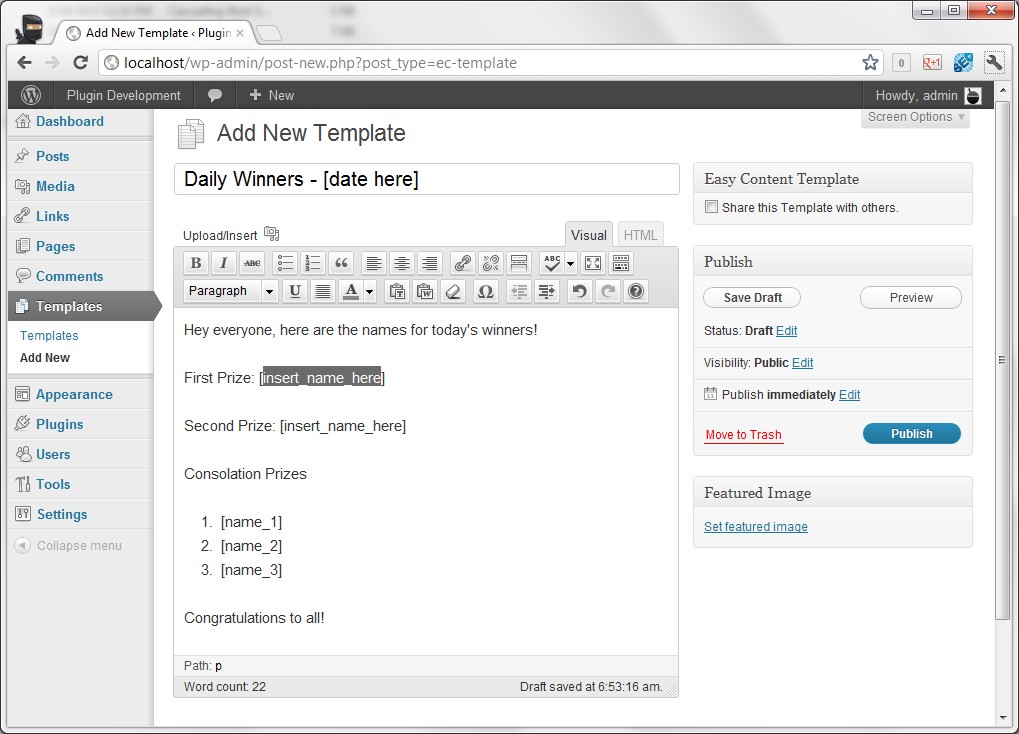 Add New Template ‹ Plugin
localhost/wp-admin/post-new.php?post_type=ec-template
Plugin Development
New
Howdy, admin
Screen Options
Dashboard
Posts
Media
Links
Pages
Comments
Templates
Templates
Add New
Appearance
Plugins
Users
Tools
Settings
Collapse menu
Add New Template
Daily Winners - [date here]
Upload/Insert
Visual
HTML
B I ABC
ABC
Paragraph
U
A
Ω
Hey everyone, here are the names for today's winners!
First Prize: [insert_name_here]
Second Prize: [insert_name_here]
Consolation Prizes
1. [name_1]
2. [name_2]
3. [name_3]
Congratulations to all!
Path: p
Word count: 22
Draft saved at 6:53:16 am.
Easy Content Template
Share this Template with others.
Publish
Save Draft
Preview
Status: Draft Edit
Visibility: Public Edit
Publish immediately Edit
Move to Trash
Publish
Featured Image
Set featured image